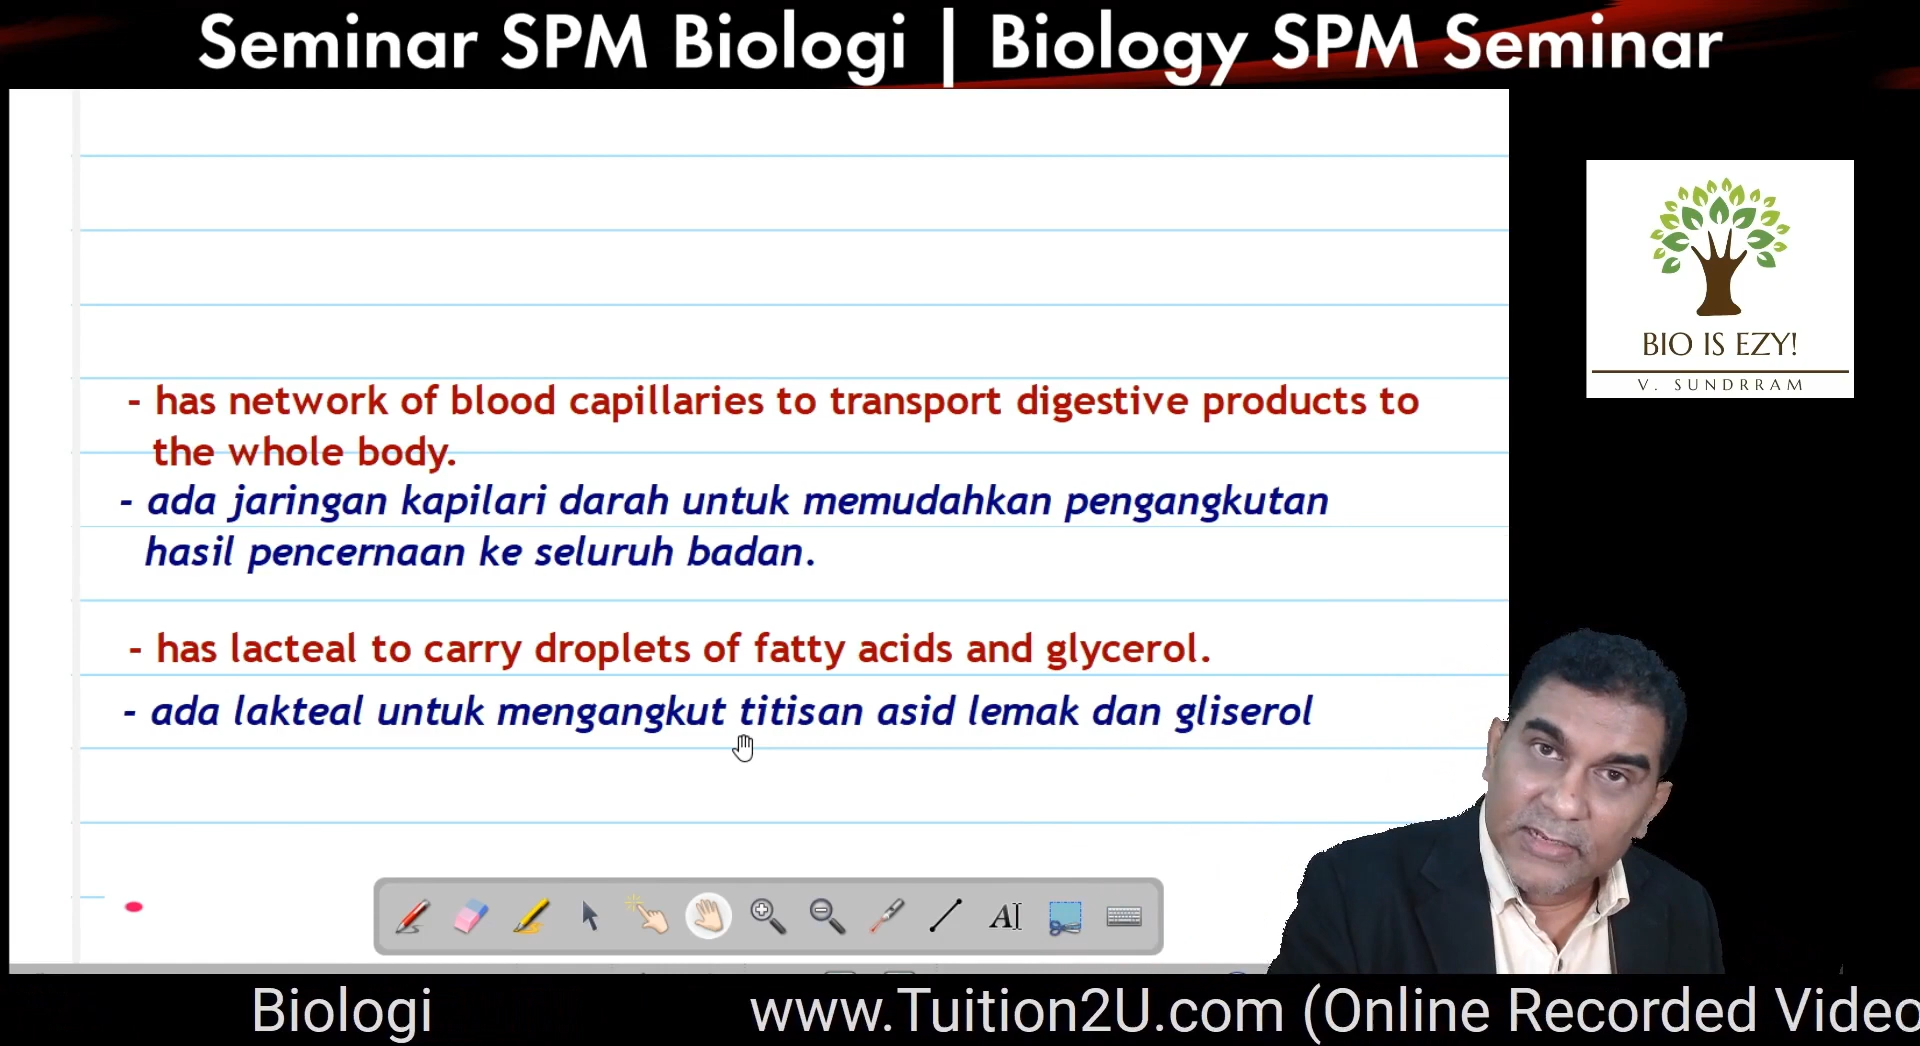 Seminar SPM Biologi | Biology SPM Seminar
BIO IS EZY!
V. SUNDRRAM
- has network of blood capillaries to transport digestive products to
the whole body.
- ada jaringan kapilari darah untuk memudahkan pengangkutan
hasil pencernaan ke seluruh badan.
- has lacteal to carry droplets of fatty acids and glycerol.
- ada lakteal untuk mengangkut titisan asid lemak dan gliserol
AI
Biologi
www.Tuition2U.com (Online Recorded Video